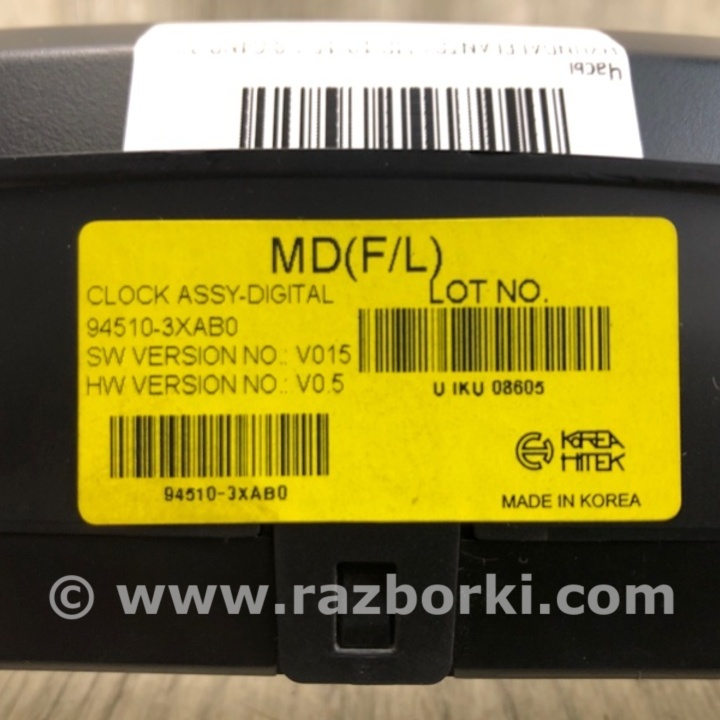 Часы
MD(F/L)
CLOCK ASSY-DIGITAL
94510-3XAB0
SW VERSION NO.: V015
HW VERSION NO.: V0.5
94510-3XAB0
LOT NO.
U IKU 08605
KOREA
HITEK
MADE IN KOREA
© www.razborki.com